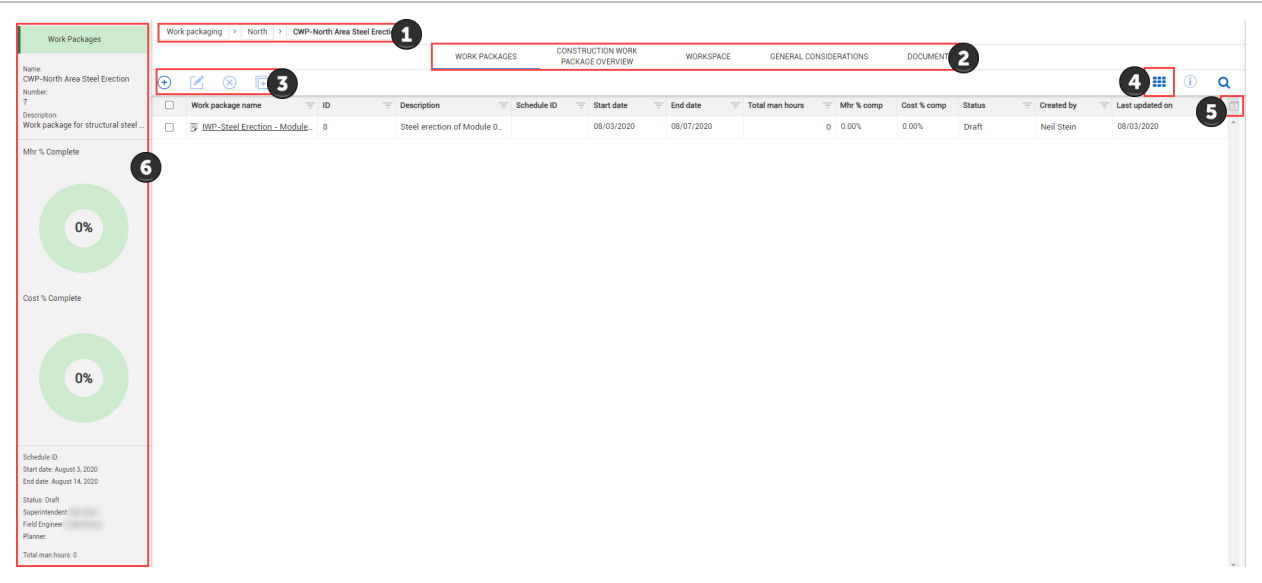 Work Packages
Name:
CWP-North Area Steel Erection
Number:
7
Description:
Work package for structural steel ...
Mhr % Complete
6
0%
Cost % Complete
0%
Schedule ID:
Start date: August 3, 2020
End date: August 14, 2020
Status: Draft
Superintendent
Field Enginee
Planner:
Total man hours: 0
Work packaging > North > CWP-North Area Steel Erecti
1
WORK PACKAGES
CONSTRUCTION WORK
PACKAGE OVERVIEW
WORKSPACE
GENERAL CONSIDERATIONS
DOCUMENT
2
3
4
Work package name ID Description Schedule ID Start date End date Total man hours Mhr % comp Cost % comp Status Created by Last updated on
5
IWP-Steel Erection - Module... 8 Steel erection of Module 0... 08/03/2020 08/07/2020 0 0.00% 0.00% Draft Neil Stein 08/03/2020